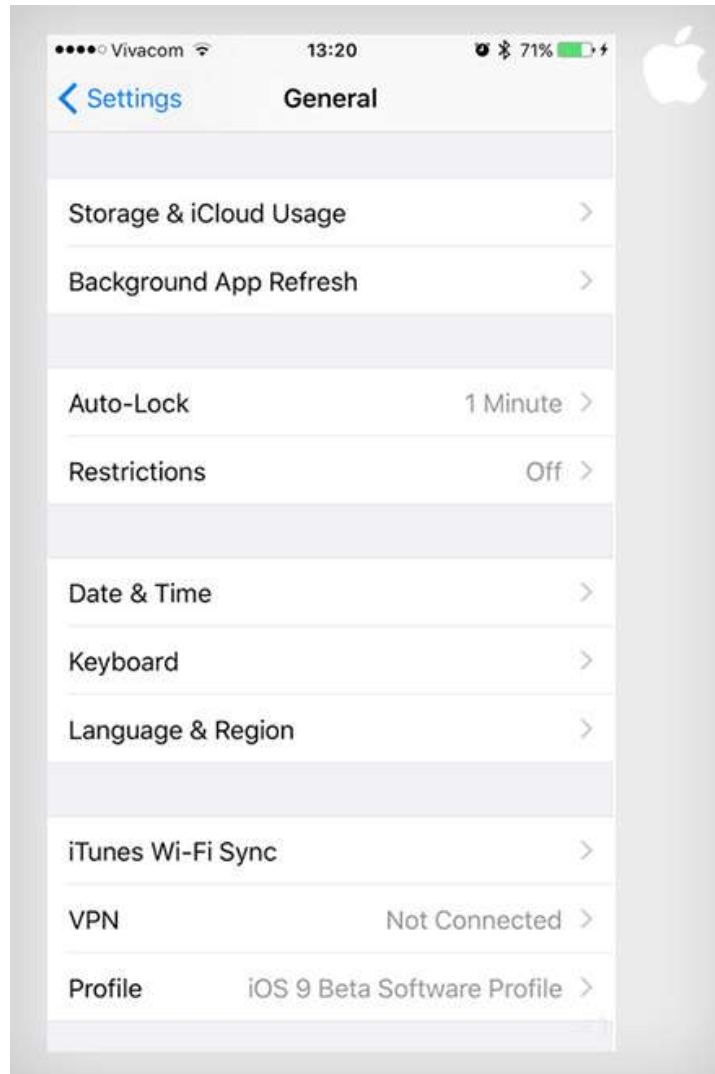 Vivacom 13:20 71%
Settings General
Storage & iCloud Usage
Background App Refresh
Auto-Lock 1 Minute
Restrictions Off
Date & Time
Keyboard
Language & Region
iTunes Wi-Fi Sync
VPN Not Connected
Profile iOS 9 Beta Software Profile